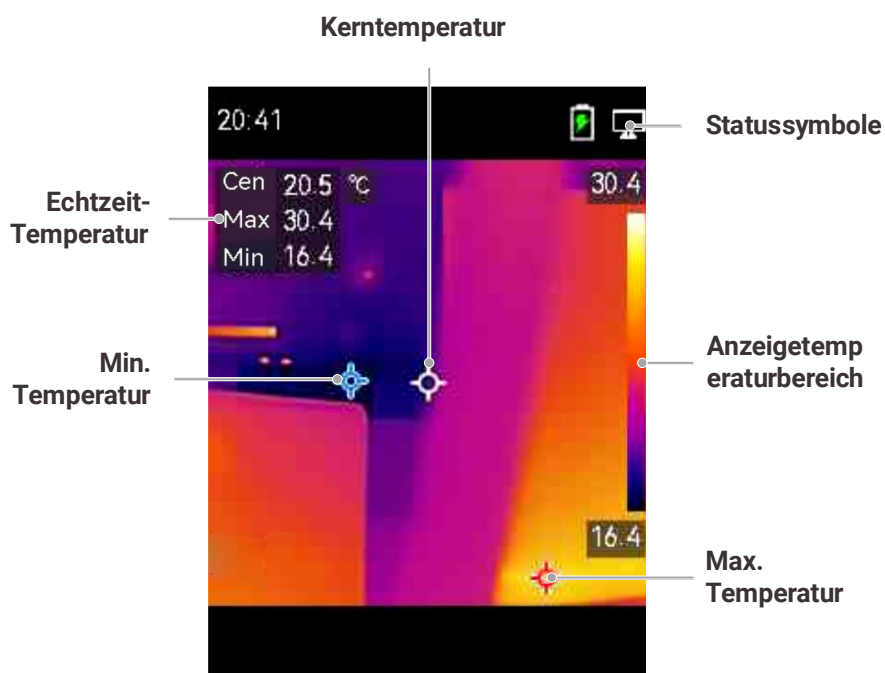 Kerntemperatur
20:41
Statussymbole
Cen 20.5 °C
Max 30.4
Min 16.4
30.4
Echtzeit-
Temperatur
Min.
Temperatur
Anzeigetemp
eraturbereich
16.4
Max.
Temperatur